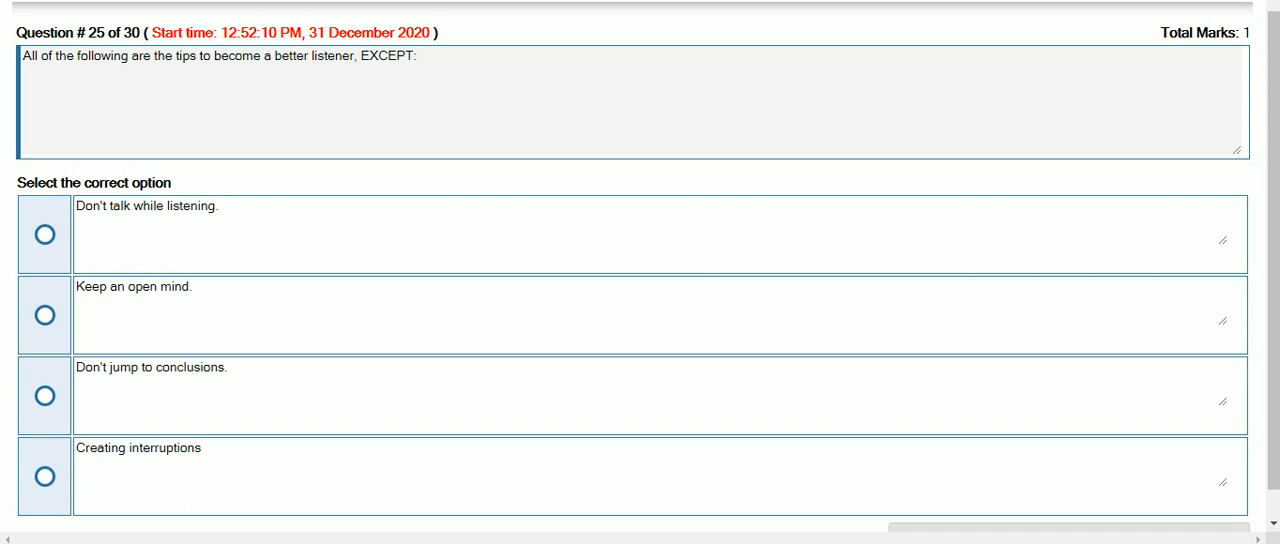 Question # 25 of 30 ( Start time: 12:52:10 PM, 31 December 2020 ) Total Marks: 1
All of the following are the tips to become a better listener, EXCEPT:
Select the correct option
Don't talk while listening.
Keep an open mind.
Don't jump to conclusions.
Creating interruptions